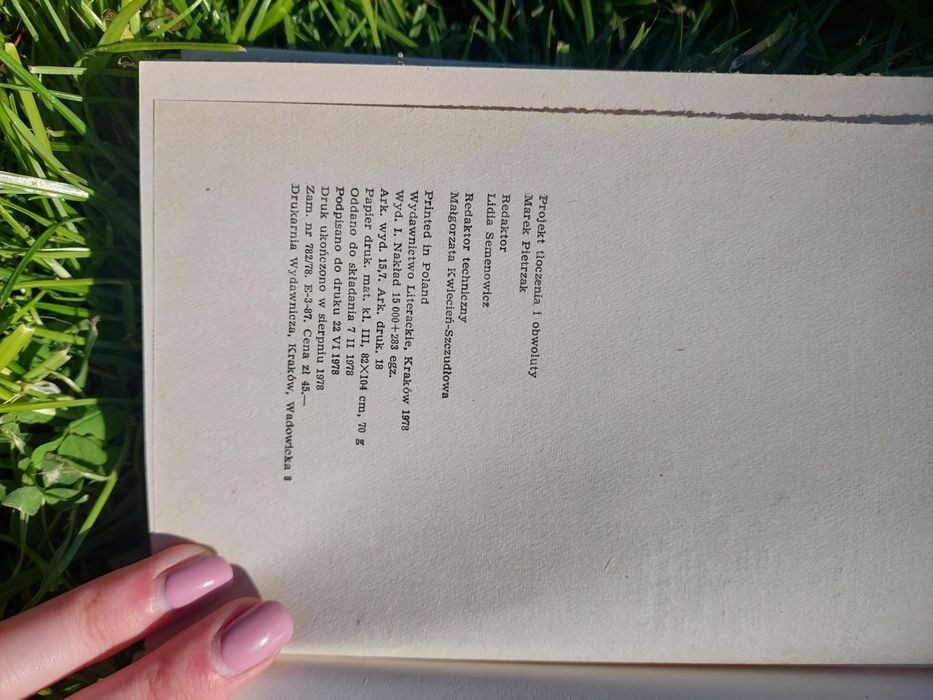 Projekt tłoczenia i obwoluty
Marek Pietrzak
Redaktor
Lidia Semenowicz
Redaktor techniczny
Małgorzata Kwiecień-Szczudłowa
Printed in Poland
Wydawnictwo Literackie, Kraków 1978
Wyd. I. Nakład 15 000+283 egz.
Ark. wyd. 15,7. Ark. druk. 18
Papier druk. mat. kl. III, 82×104 cm, 70 g
Oddano do składania 7 II 1978
Podpisano do druku 22 VI 1978
Druk ukończono w sierpniu 1978
Zam. nr 782/78. E-3-87. Cena zł 45.—
Drukarnia Wydawnicza, Kraków, Wadowicka 8